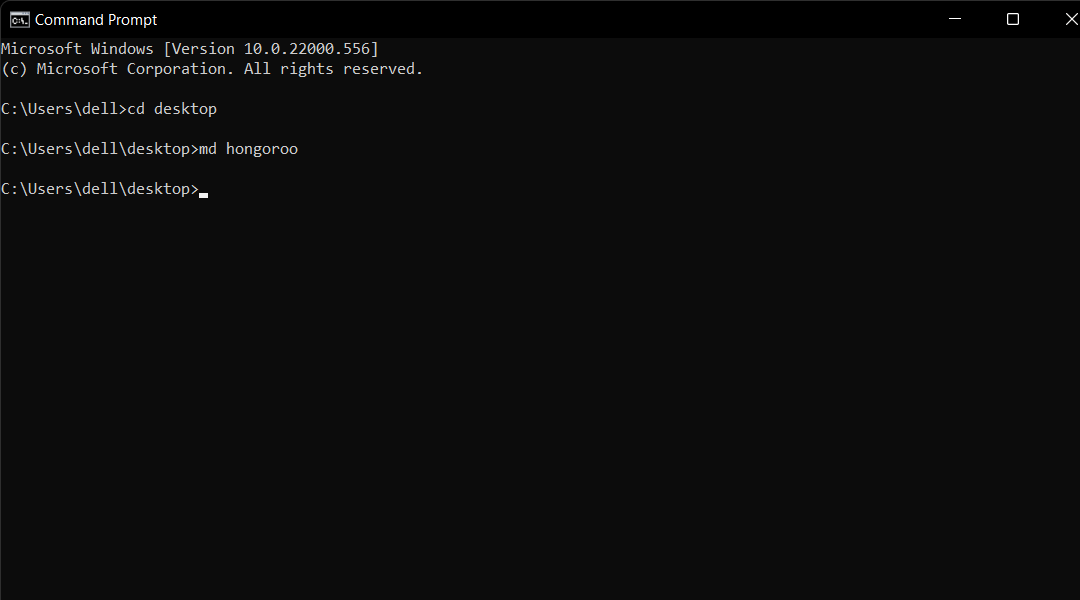 Command Prompt
Microsoft Windows [Version 10.0.22000.556]
(c) Microsoft Corporation. All rights reserved.
C:\Users\dell>cd desktop
C:\Users\dell\desktop>md hongoroo
C:\Users\dell\desktop>